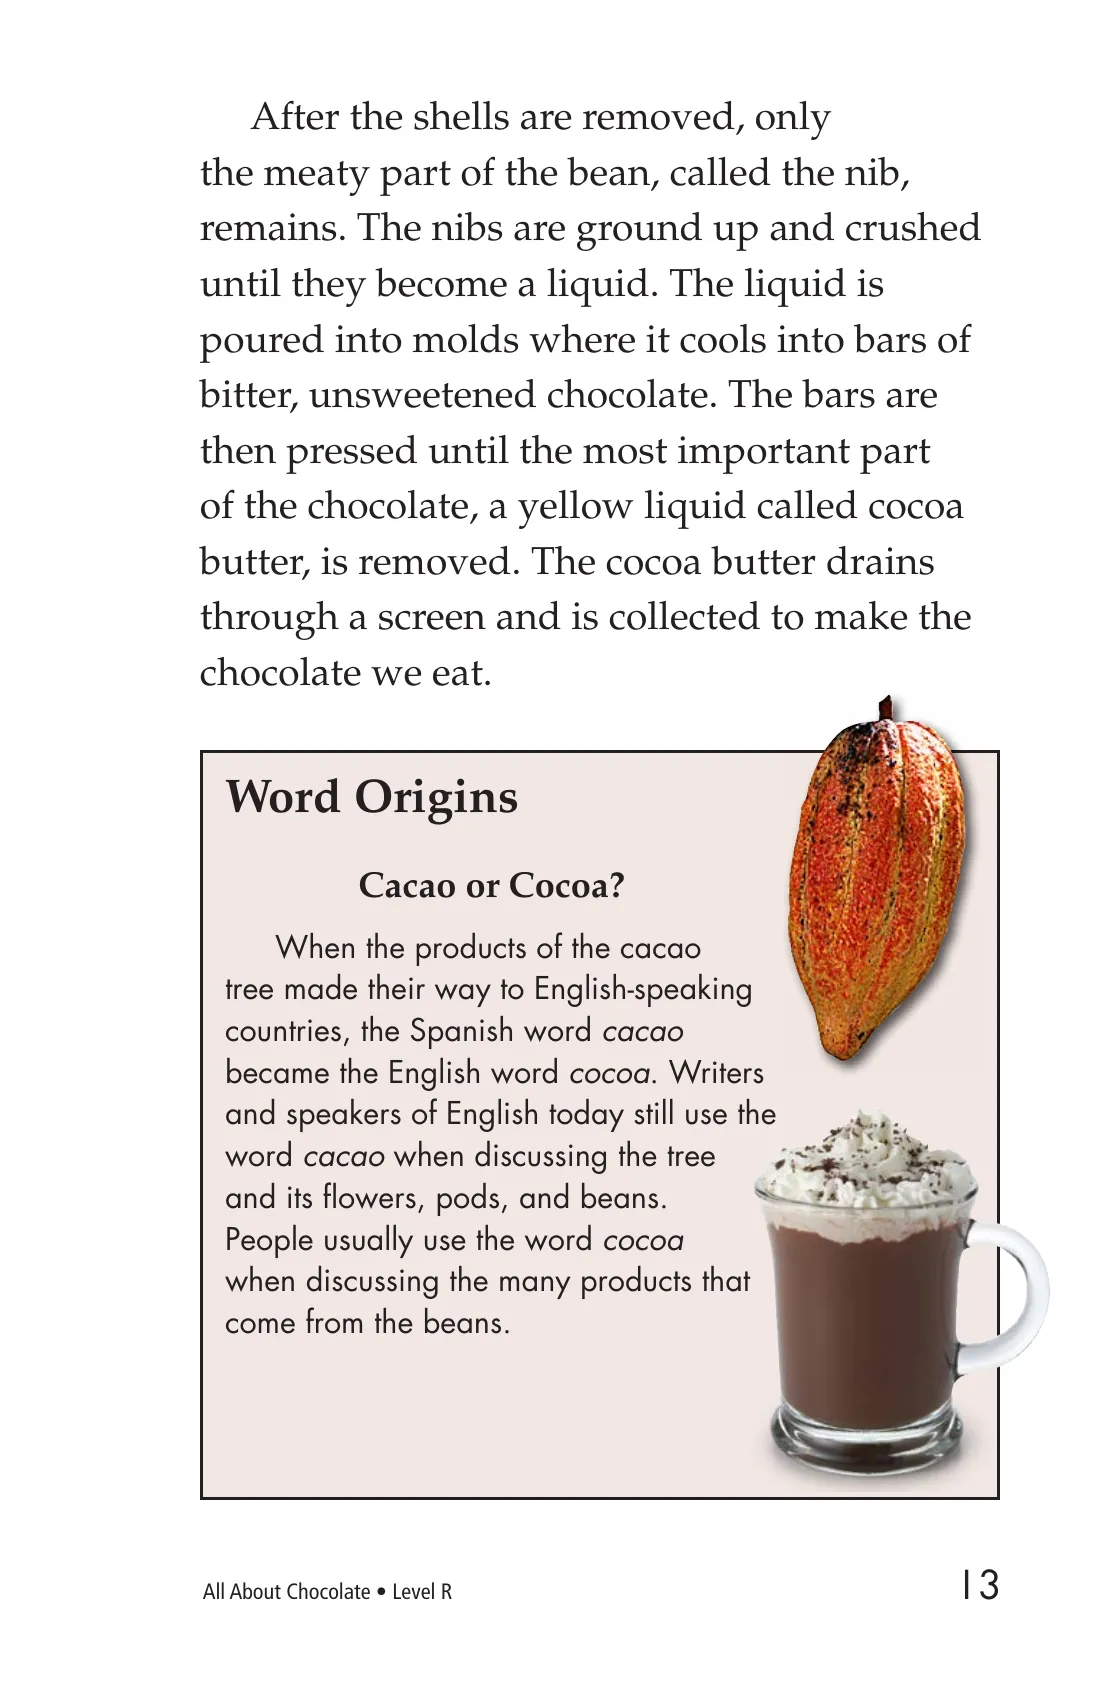 After the shells are removed, only
the meaty part of the bean, called the nib,
remains. The nibs are ground up and crushed
until they become a liquid. The liquid is
poured into molds where it cools into bars of
bitter, unsweetened chocolate. The bars are
then pressed until the most important part
of the chocolate, a yellow liquid called cocoa
butter, is removed. The cocoa butter drains
through a screen and is collected to make the
chocolate we eat.
Word Origins
Cacao or Cocoa?
When the products of the cacao
tree made their way to English-speaking
countries, the Spanish word cacao
became the English word cocoa. Writers
and speakers of English today still use the
word cacao when discussing the tree
and its flowers, pods, and beans.
People usually use the word cocoa
when discussing the many products that
come from the beans.
All About Chocolate • Level R
13